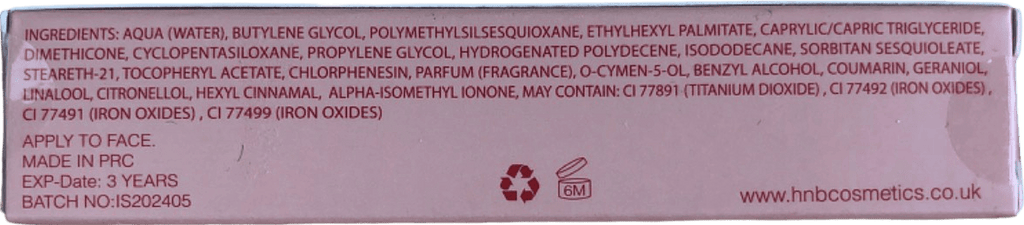 INGREDIENTS: AQUA (WATER), BUTYLENE GLYCOL, POLYMETHYLSILSESQUIOXANE, ETHYLHEXYL PALMITATE, CAPRYLIC/CAPRIC TRIGLYCERIDE,
DIMETHICONE, CYCLOPENTASILOXANE, PROPYLENE GLYCOL, HYDROGENATED POLYDECENE, ISODODECANE, SORBITAN SESQUIOLEATE,
STEARETH-21, TOCOPHERYL ACETATE, CHLORPHENESIN, PARFUM (FRAGRANCE), O-CYMEN-5-OL, BENZYL ALCOHOL, COUMARIN, GERANIOL,
LINALOOL, CITRONELLOL, HEXYL CINNAMAL, ALPHA-ISOMETHYL IONONE, MAY CONTAIN: CI 77891 (TITANIUM DIOXIDE) , CI 77492 (IRON OXIDES) ,
CI 77491 (IRON OXIDES) , CI 77499 (IRON OXIDES)
APPLY TO FACE.
MADE IN PRC
EXP-Date: 3 YEARS
BATCH NO:IS202405
6M
www.hnbcosmetics.co.uk